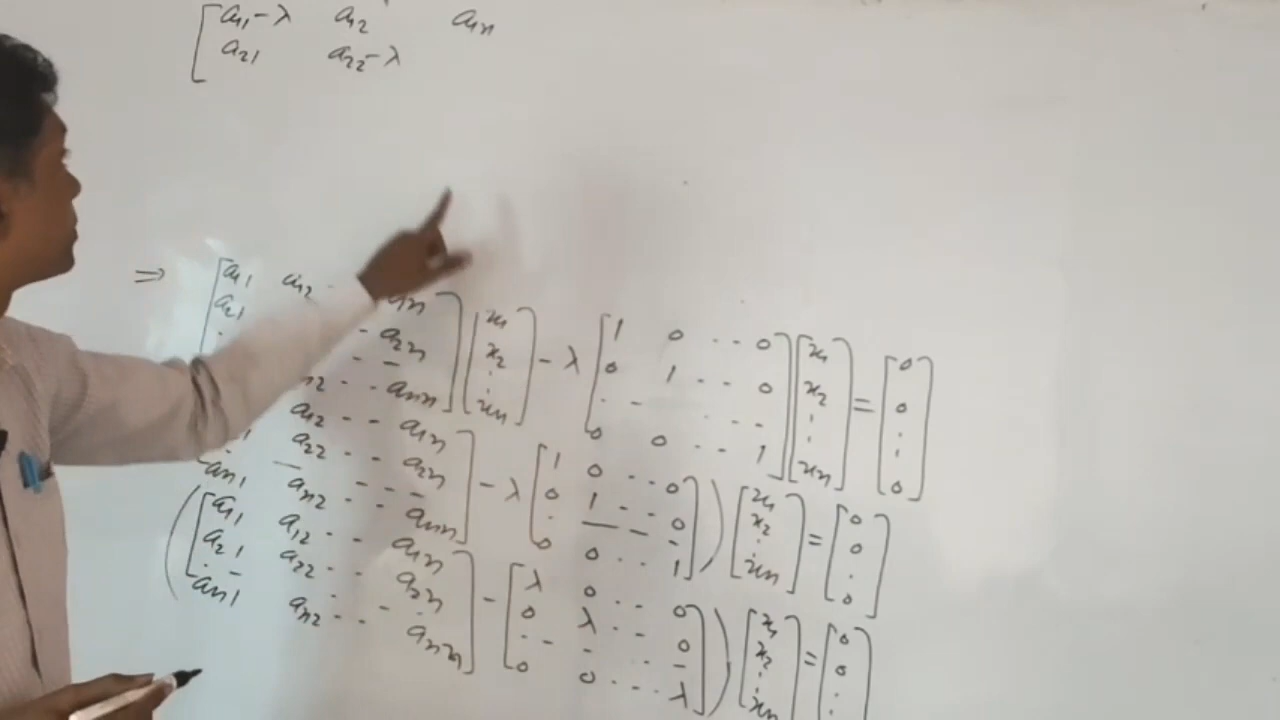 [a11-λ a12 a1n
a21 a22-λ
⇒ [a11 a12 . a1n] [x1] - λ [1 0 . . 0] [x1] = [0]
a21 - a2n x2 0 1 . . 0 x2 0
. - - : . - . . . : :
n2 . . ann xn 0 0 . . 1 xn 0
a12 - - a1n] - λ [1 0 . . 0]) [x1] = [0]
a22 - . a2n 0 1 . . 0 x2 0
an1 an2 . . ann 0 0 . . 1 xn 0
([a11 a12 . . a1n] - [λ 0 . . 0]) [x1] = [0]
a21 a22 . . a2n 0 λ . . 0 x2 0
an1 an2 . . . ann 0 0 . . . λ xn .